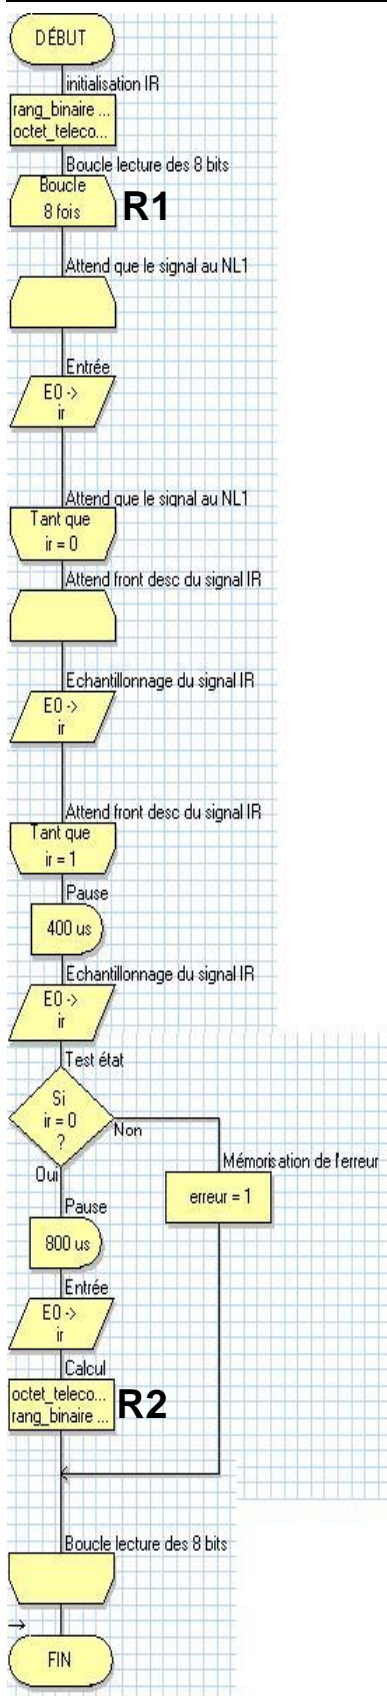 DÉBUT
initialisation IR
rang_binaire ...
octet_teleco...
Boucle lecture des 8 bits
Boucle
8 fois
R1
Attend que le signal au NL1
Entrée
E0 ->
ir
Attend que le signal au NL1
Tant que
ir = 0
Attend front desc du signal IR
Echantillonnage du signal IR
E0 ->
ir
Attend front desc du signal IR
Tant que
ir = 1
Pause
400 us
Echantillonnage du signal IR
E0 ->
ir
Test état
Si
ir = 0
?
Non
Oui
Mémorisation de l'erreur
erreur = 1
Pause
800 us
Entrée
E0 ->
ir
Calcul
octet_teleco...
rang_binaire ...
R2
Boucle lecture des 8 bits
FIN